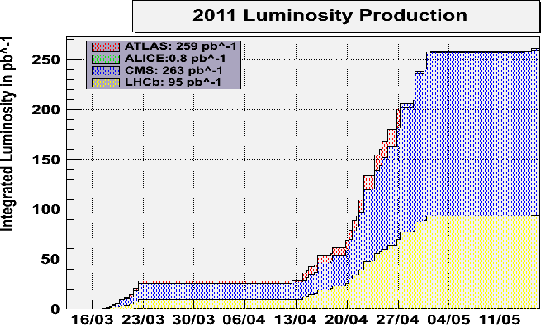 2011 Luminosity Production
ATLAS: 259 pb^-1
ALICE:0.8 pb^-1
CMS: 263 pb^-1
LHCb: 95 pb^-1
Integrated Luminosity in pb^-1
250
200
150
100
50
0
16/03 23/03 30/03 06/04 13/04 20/04 27/04 04/05 11/05